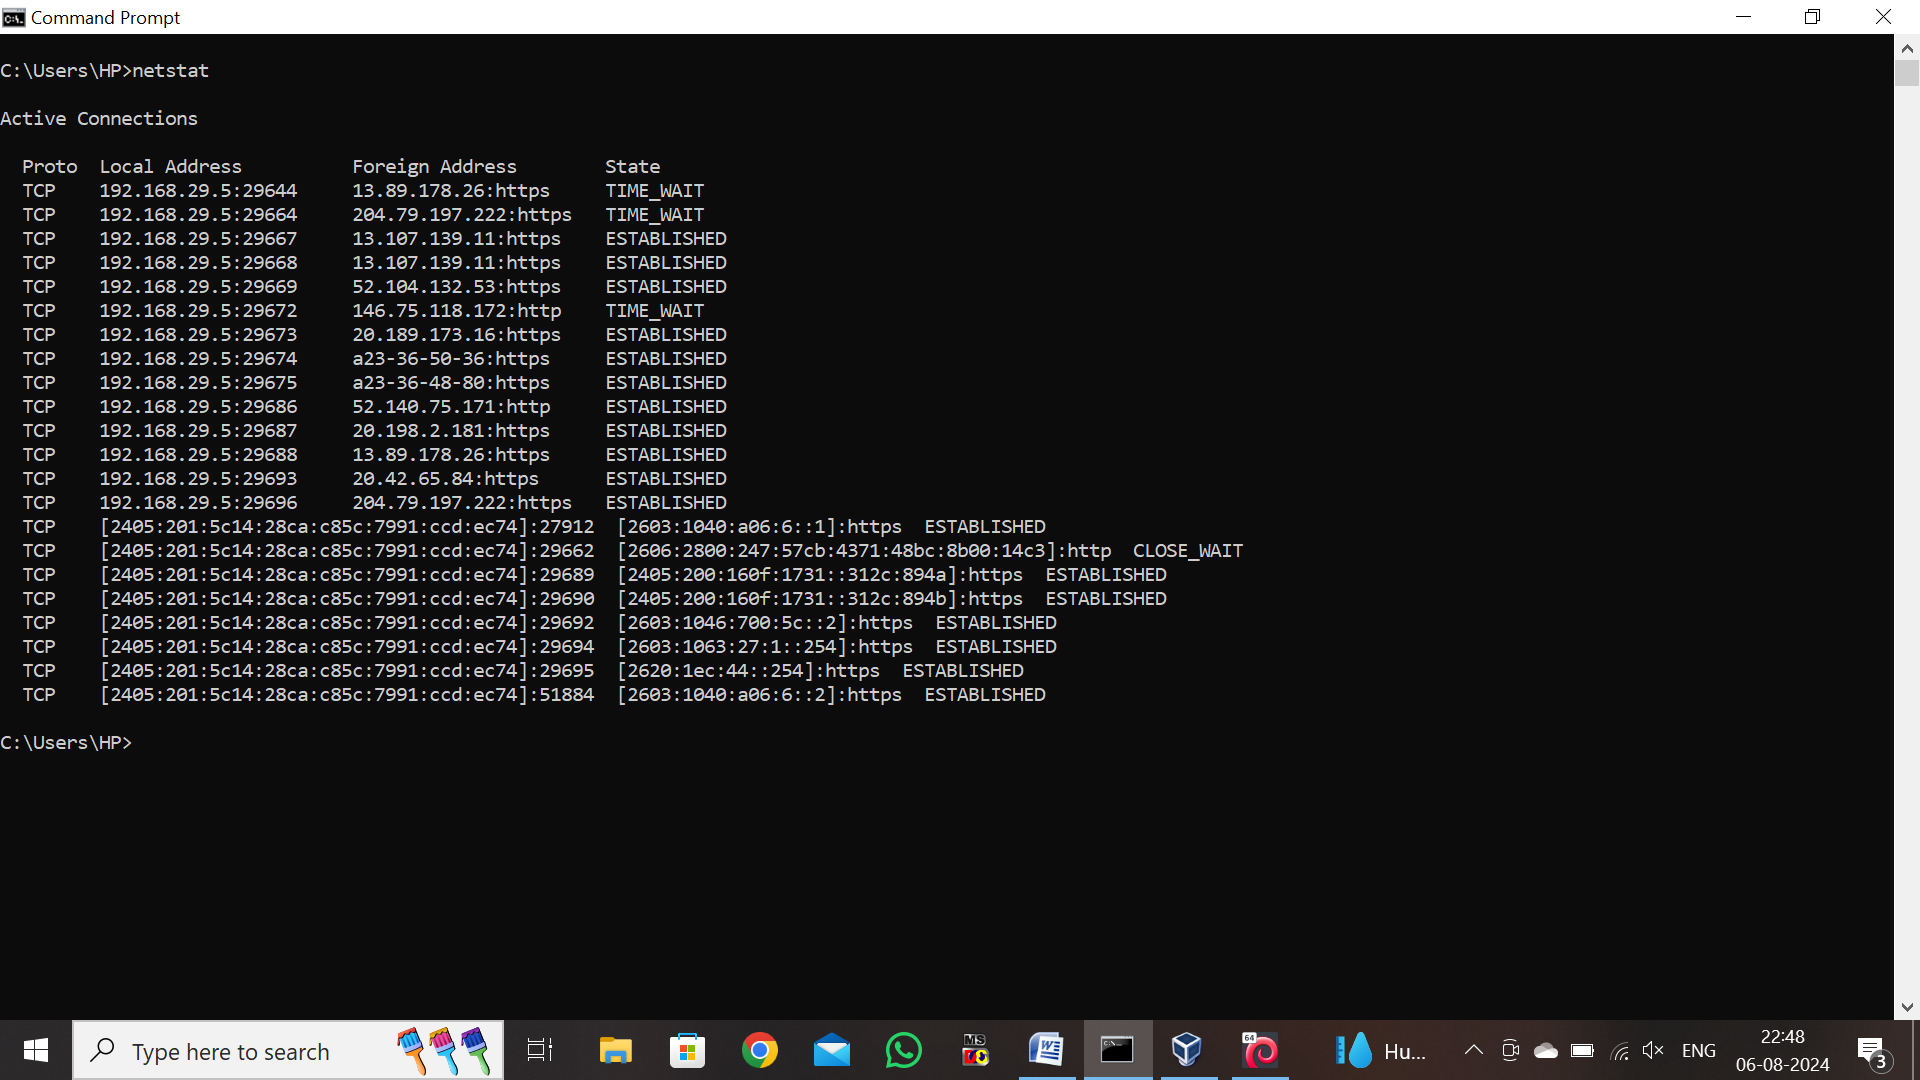 Command Prompt
C:\Users\HP>netstat
Active Connections
Proto  Local Address          Foreign Address        State
TCP    192.168.29.5:29644     13.89.178.26:https     TIME_WAIT
TCP    192.168.29.5:29664     204.79.197.222:https   TIME_WAIT
TCP    192.168.29.5:29667     13.107.139.11:https    ESTABLISHED
TCP    192.168.29.5:29668     13.107.139.11:https    ESTABLISHED
TCP    192.168.29.5:29669     52.104.132.53:https    ESTABLISHED
TCP    192.168.29.5:29672     146.75.118.172:http    TIME_WAIT
TCP    192.168.29.5:29673     20.189.173.16:https    ESTABLISHED
TCP    192.168.29.5:29674     a23-36-50-36:https     ESTABLISHED
TCP    192.168.29.5:29675     a23-36-48-80:https     ESTABLISHED
TCP    192.168.29.5:29686     52.140.75.171:http     ESTABLISHED
TCP    192.168.29.5:29687     20.198.2.181:https     ESTABLISHED
TCP    192.168.29.5:29688     13.89.178.26:https     ESTABLISHED
TCP    192.168.29.5:29693     20.42.65.84:https      ESTABLISHED
TCP    192.168.29.5:29696     204.79.197.222:https   ESTABLISHED
TCP    [2405:201:5c14:28ca:c85c:7991:ccd:ec74]:27912  [2603:1040:a06:6::1]:https  ESTABLISHED
TCP    [2405:201:5c14:28ca:c85c:7991:ccd:ec74]:29662  [2606:2800:247:57cb:4371:48bc:8b00:14c3]:http  CLOSE_WAIT
TCP    [2405:201:5c14:28ca:c85c:7991:ccd:ec74]:29689  [2405:200:160f:1731::312c:894a]:https  ESTABLISHED
TCP    [2405:201:5c14:28ca:c85c:7991:ccd:ec74]:29690  [2405:200:160f:1731::312c:894b]:https  ESTABLISHED
TCP    [2405:201:5c14:28ca:c85c:7991:ccd:ec74]:29692  [2603:1046:700:5c::2]:https  ESTABLISHED
TCP    [2405:201:5c14:28ca:c85c:7991:ccd:ec74]:29694  [2603:1063:27:1::254]:https  ESTABLISHED
TCP    [2405:201:5c14:28ca:c85c:7991:ccd:ec74]:29695  [2620:1ec:44::254]:https  ESTABLISHED
TCP    [2405:201:5c14:28ca:c85c:7991:ccd:ec74]:51884  [2603:1040:a06:6::2]:https  ESTABLISHED
C:\Users\HP>
Type here to search
MS
64
Hu...
ENG
22:48
06-08-2024
3